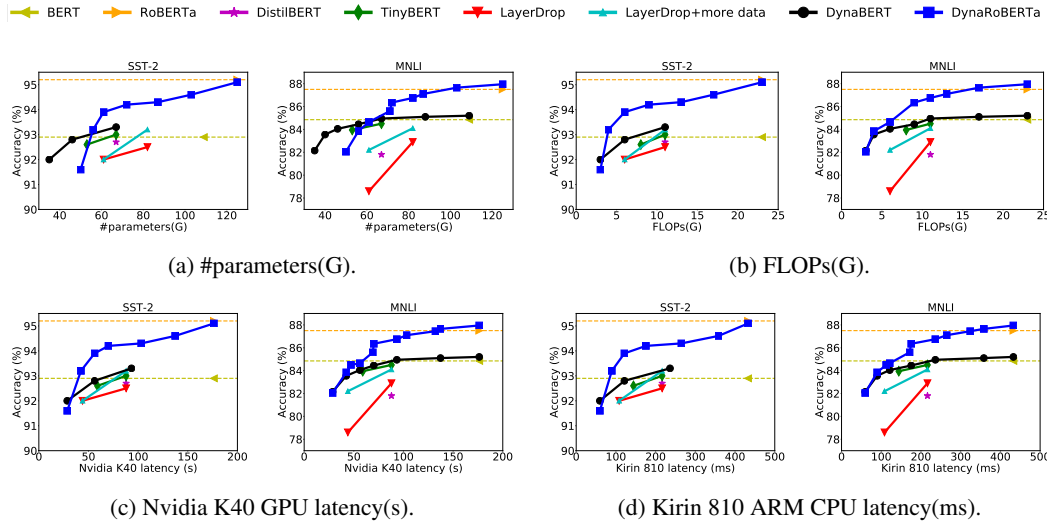 BERT RoBERTa DistilBERT TinyBERT LayerDrop LayerDrop+more data DynaBERT DynaRoBERTa
SST-2
95
94
93
92
91
90
Accuracy (%)
40 60 80 100 120
#parameters(G)
MNLI
88
86
84
82
80
78
Accuracy (%)
40 60 80 100 120
#parameters(G)
(a) #parameters(G).
SST-2
95
94
93
92
91
90
Accuracy (%)
0 5 10 15 20 25
FLOPs(G)
MNLI
88
86
84
82
80
78
Accuracy (%)
0 5 10 15 20 25
FLOPs(G)
(b) FLOPs(G).
SST-2
95
94
93
92
91
90
Accuracy (%)
0 50 100 150 200
Nvidia K40 latency (s)
MNLI
88
86
84
82
80
78
Accuracy (%)
0 50 100 150 200
Nvidia K40 latency (s)
(c) Nvidia K40 GPU latency(s).
SST-2
95
94
93
92
91
90
Accuracy (%)
0 100 200 300 400 500
Kirin 810 latency (ms)
MNLI
88
86
84
82
80
78
Accuracy (%)
0 100 200 300 400 500
Kirin 810 latency (ms)
(d) Kirin 810 ARM CPU latency(ms).